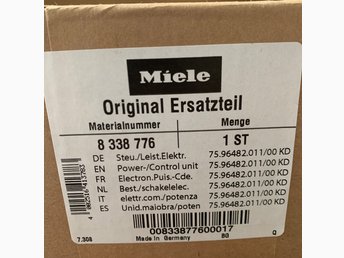 Miele
Original Ersatzteil
Materialnummer Menge
8 338 776 1 ST
DE Steu./Leist.Elektr. 75.96482.011/00 KD
EN Power-/Control unit 75.96482.011/00 KD
FR Electron.Puis.-Cde. 75.96482.011/00 KD
NL Best./schakelelec. 75.96482.011/00 KD
IT elettr.com./potenza 75.96482.011/00 KD
ES Unid.maiobra/poten 75.96482.011/00 KD
00833877600017
7.308 Made in Germany BG Q